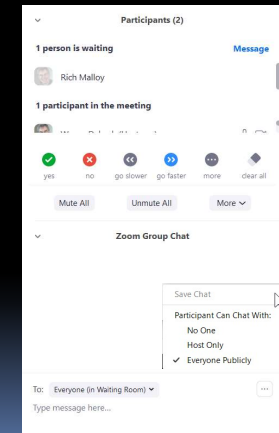 Participants (2)
1 person is waiting
Message
Rich Malloy
1 participant in the meeting
yes no go slower go faster more clear all
Mute All Unmute All More
Zoom Group Chat
Save Chat
Participant Can Chat With:
No One
Host Only
Everyone Publicly
To: Everyone (in Waiting Room)
Type message here...